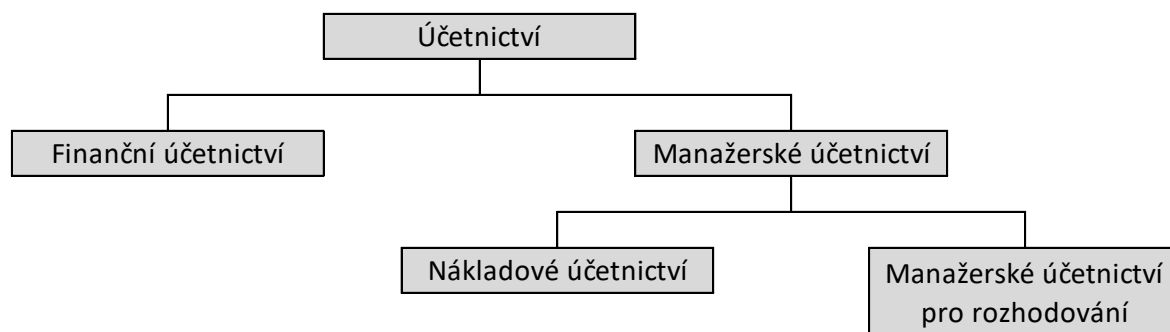 Účetnictví
Finanční účetnictví
Manažerské účetnictví
Nákladové účetnictví
Manažerské účetnictví
pro rozhodování